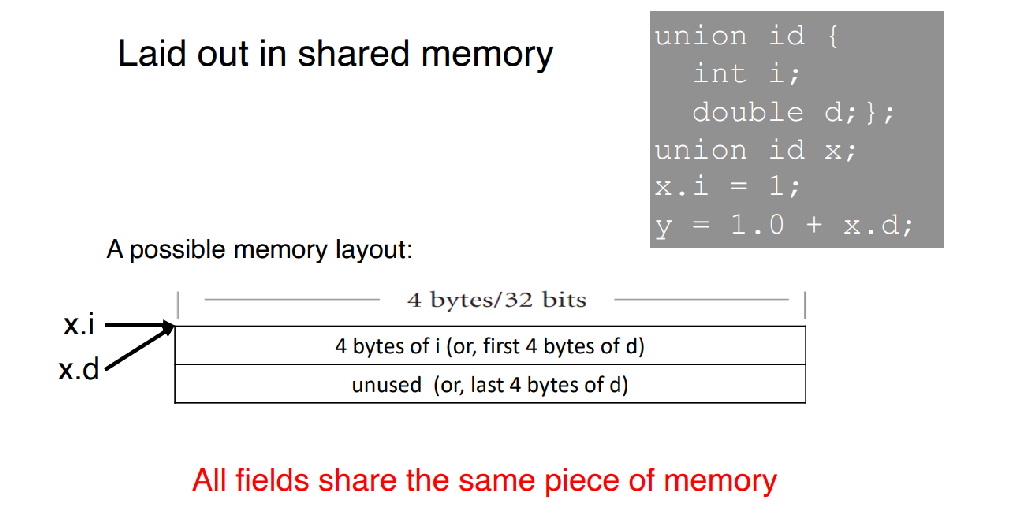 Laid out in shared memory
union id {
int i;
double d;};
union id x;
x.i = 1;
y = 1.0 + x.d;
A possible memory layout:
4 bytes/32 bits
x.i
4 bytes of i (or, first 4 bytes of d)
x.d
unused (or, last 4 bytes of d)
All fields share the same piece of memory